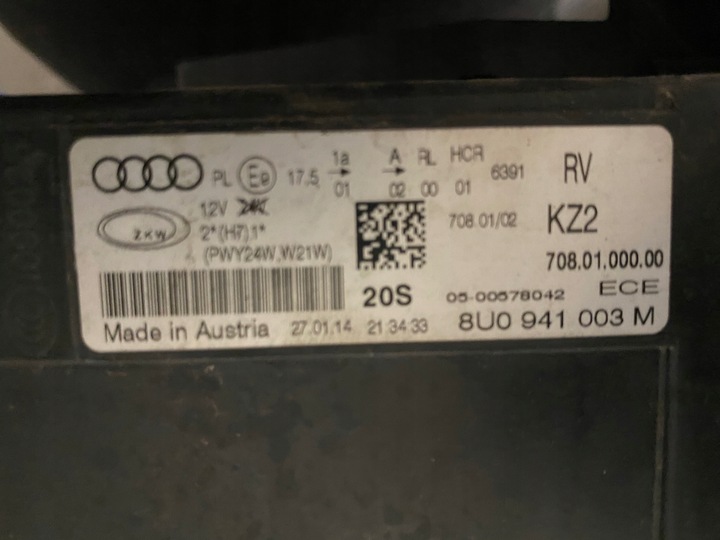 PL E9 17.5 1a 01 A 02 RL 00 HCR 01 6391 RV
12V 24V
ZKW 2*(H7),1* 708.01/02 KZ2
(PWY24W,W21W) 708.01.000.00
20S 05-00578042 ECE
Made in Austria 27.01.14 21:34:33 8U0 941 003 M